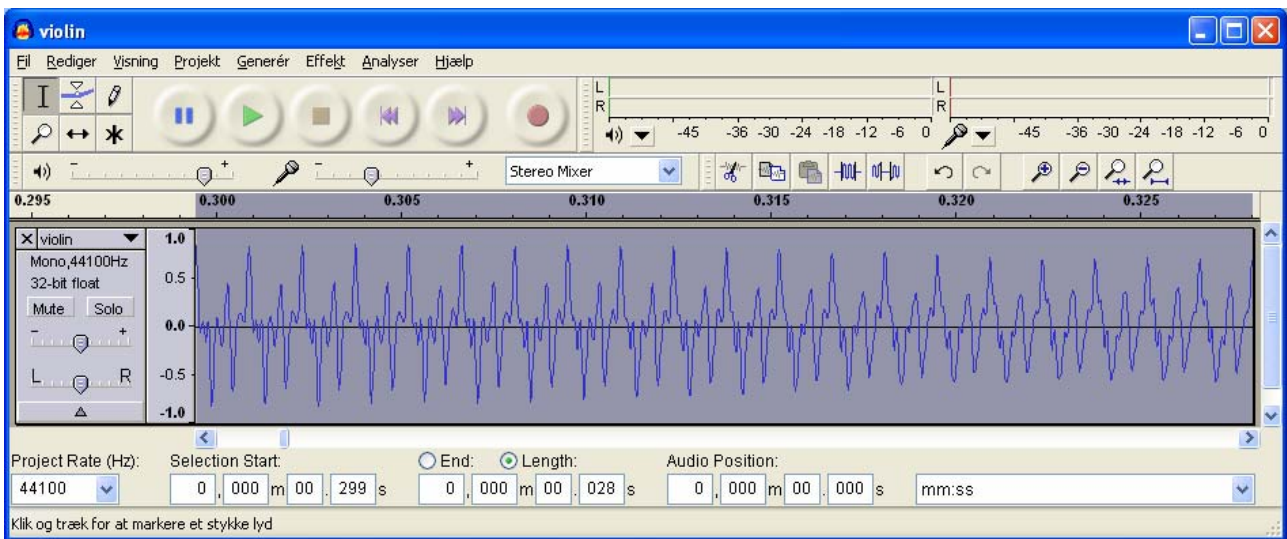 violin
Fil Rediger Visning Projekt Generér Effekt Analyser Hjælp
L
R
-45 -36 -30 -24 -18 -12 -6 0
L
R
-45 -36 -30 -24 -18 -12 -6 0
- + - + Stereo Mixer
0.295 0.300 0.305 0.310 0.315 0.320 0.325
X violin
Mono,44100Hz
32-bit float
Mute Solo
- +
L R
1.0
0.5
0.0
-0.5
-1.0
Project Rate (Hz): Selection Start: End: Length: Audio Position:
44100 0,000 m 00.299 s 0,000 m 00.028 s 0,000 m 00.000 s mm:ss
Klik og træk for at markere et stykke lyd